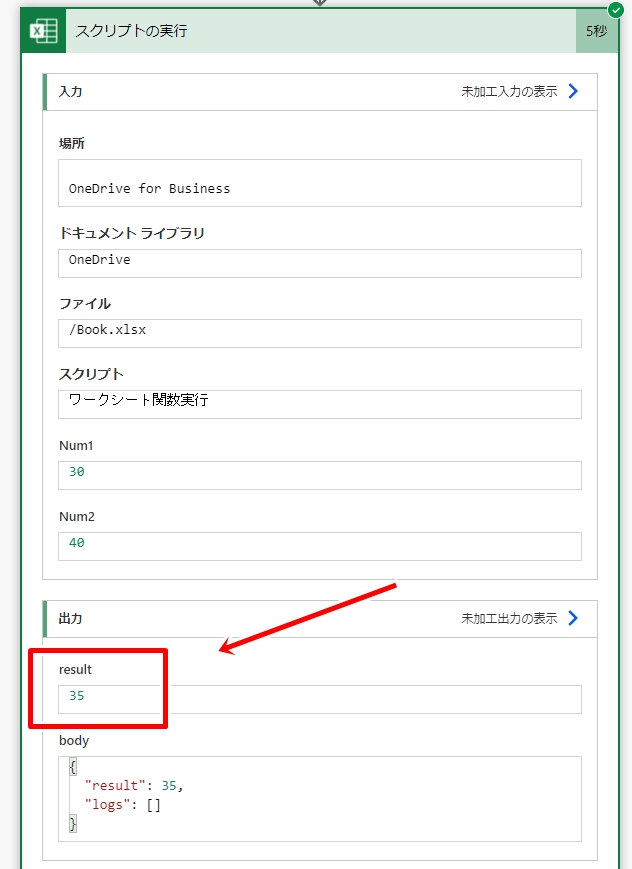 スクリプトの実行 5秒
入力 未加工入力の表示
場所
OneDrive for Business
ドキュメント ライブラリ
OneDrive
ファイル
/Book.xlsx
スクリプト
ワークシート関数実行
Num1
30
Num2
40
出力 未加工出力の表示
result
35
body
{
"result": 35,
"logs": []
}